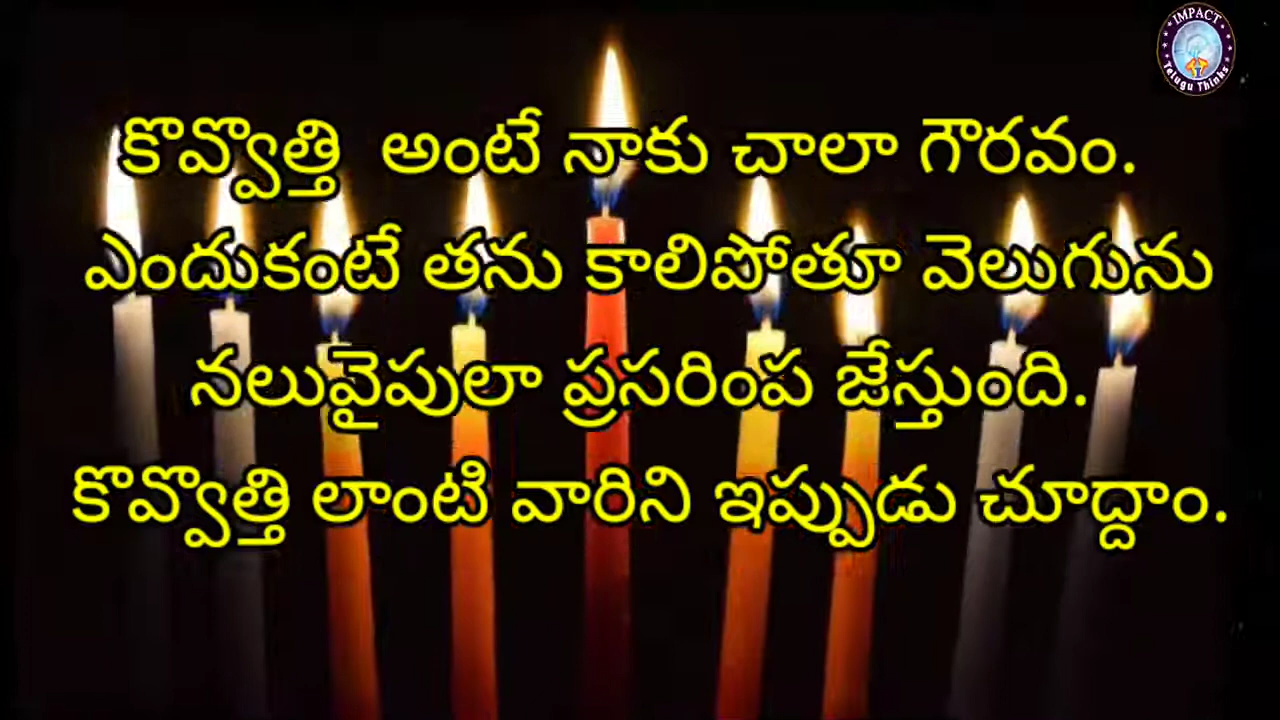 IMPACT
Telugu Thinks
కొవ్వొత్తి అంటే నాకు చాలా గౌరవం.
ఎందుకంటే తను కాలిపోతూ వెలుగును
నలువైపులా ప్రసరింప జేస్తుంది.
కొవ్వొత్తి లాంటి వారిని ఇప్పుడు చూద్దాం.